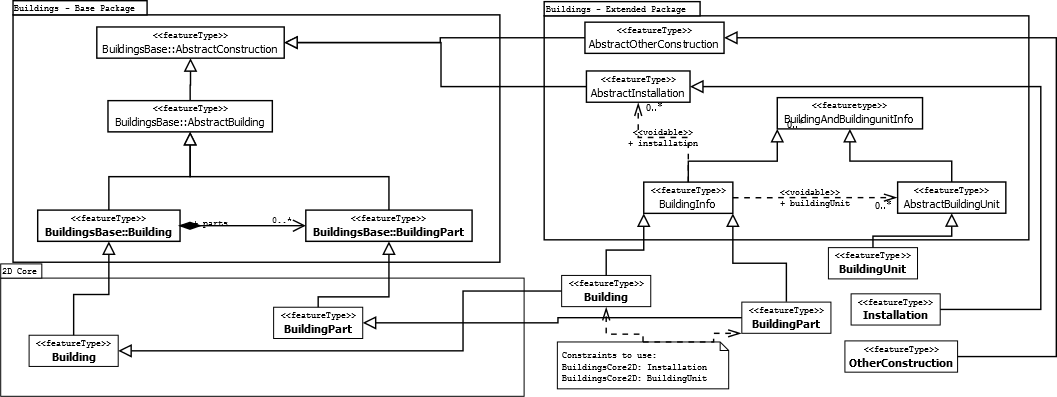 Buildings - Base Package
<<featureType>>
BuildingsBase::AbstractConstruction
<<featureType>>
BuildingsBase::AbstractBuilding
<<featureType>>
BuildingsBase::Building
+ parts
0..*
<<featureType>>
BuildingsBase::BuildingPart
Buildings - Extended Package
<<featureType>>
AbstractOtherConstruction
<<featureType>>
AbstractInstallation
0..*
<<voidable>>
+ installation
<<featuretype>>
BuildingAndBuildingunitInfo
<<featureType>>
BuildingInfo
<<voidable>>
+ buildingUnit
0..*
<<featureType>>
AbstractBuildingUnit
2D Core
<<featureType>>
Building
<<featureType>>
BuildingPart
<<featureType>>
Building
<<featureType>>
BuildingPart
<<featureType>>
BuildingUnit
<<featureType>>
Installation
<<featureType>>
OtherConstruction
Constraints to use:
BuildingsCore2D: Installation
BuildingsCore2D: BuildingUnit